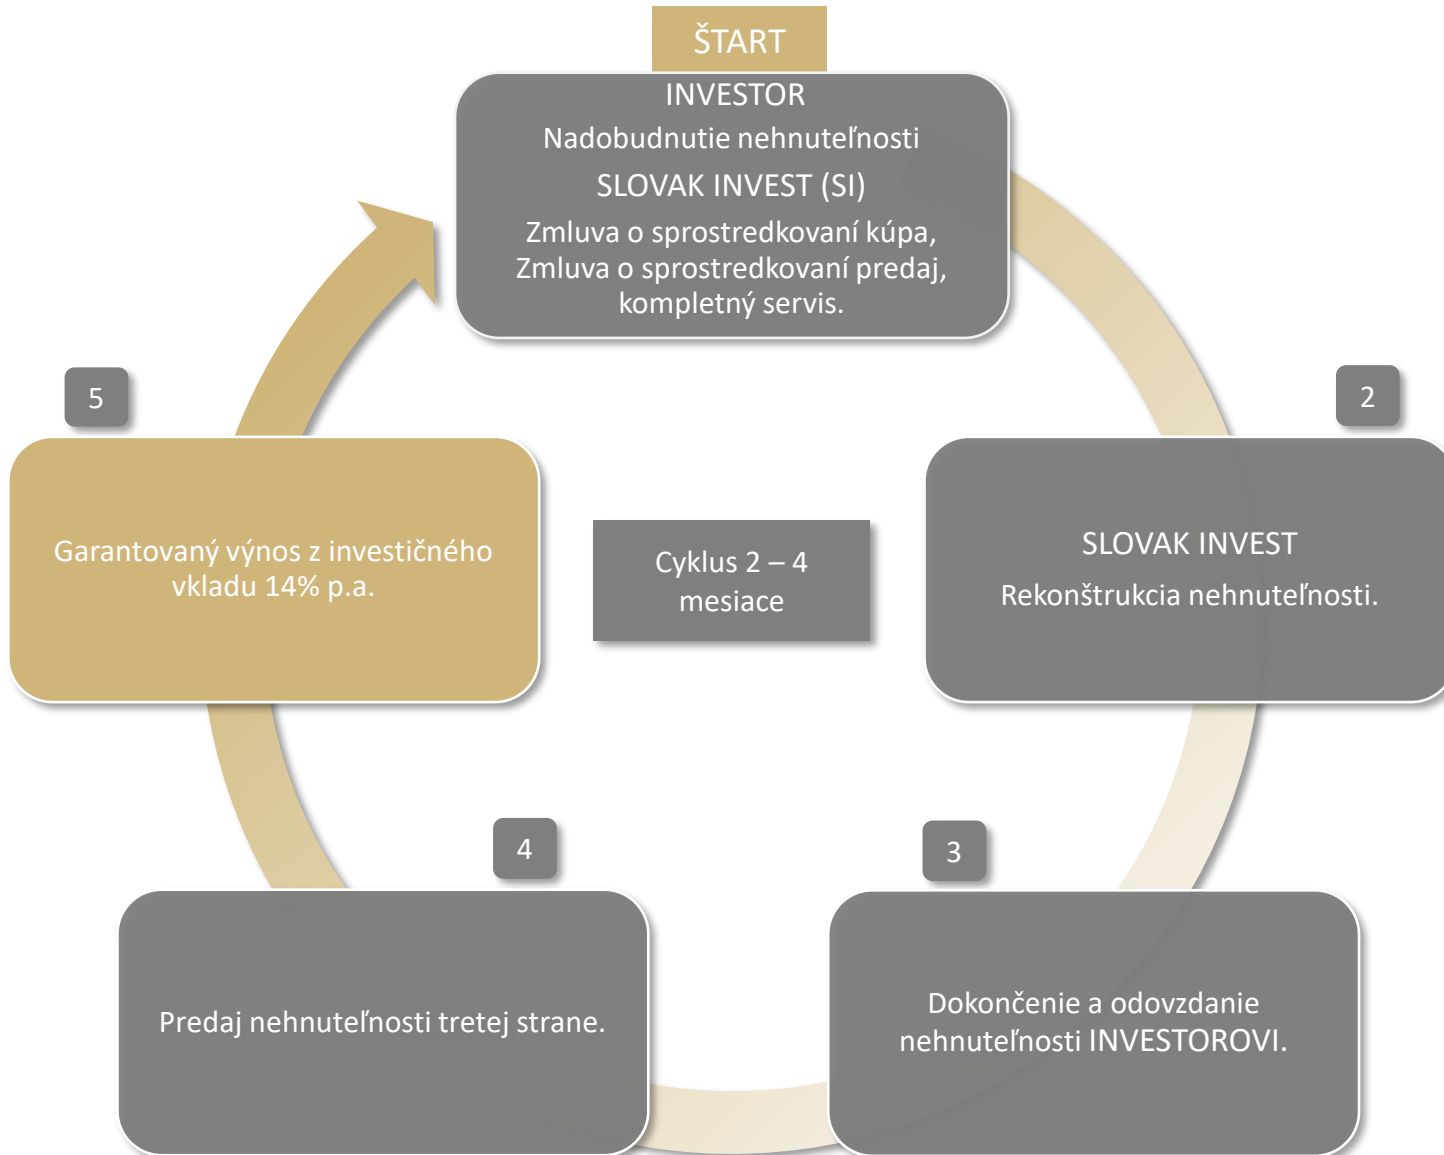 ŠTART
INVESTOR
Nadobudnutie nehnuteľnosti
SLOVAK INVEST (SI)
Zmluva o sprostredkovaní kúpa,
Zmluva o sprostredkovaní predaj,
kompletný servis.
2
SLOVAK INVEST
Rekonštrukcia nehnuteľnosti.
3
Dokončenie a odovzdanie
nehnuteľnosti INVESTOROVI.
4
Predaj nehnuteľnosti tretej strane.
5
Garantovaný výnos z investičného
vkladu 14% p.a.
Cyklus 2 – 4
mesiace